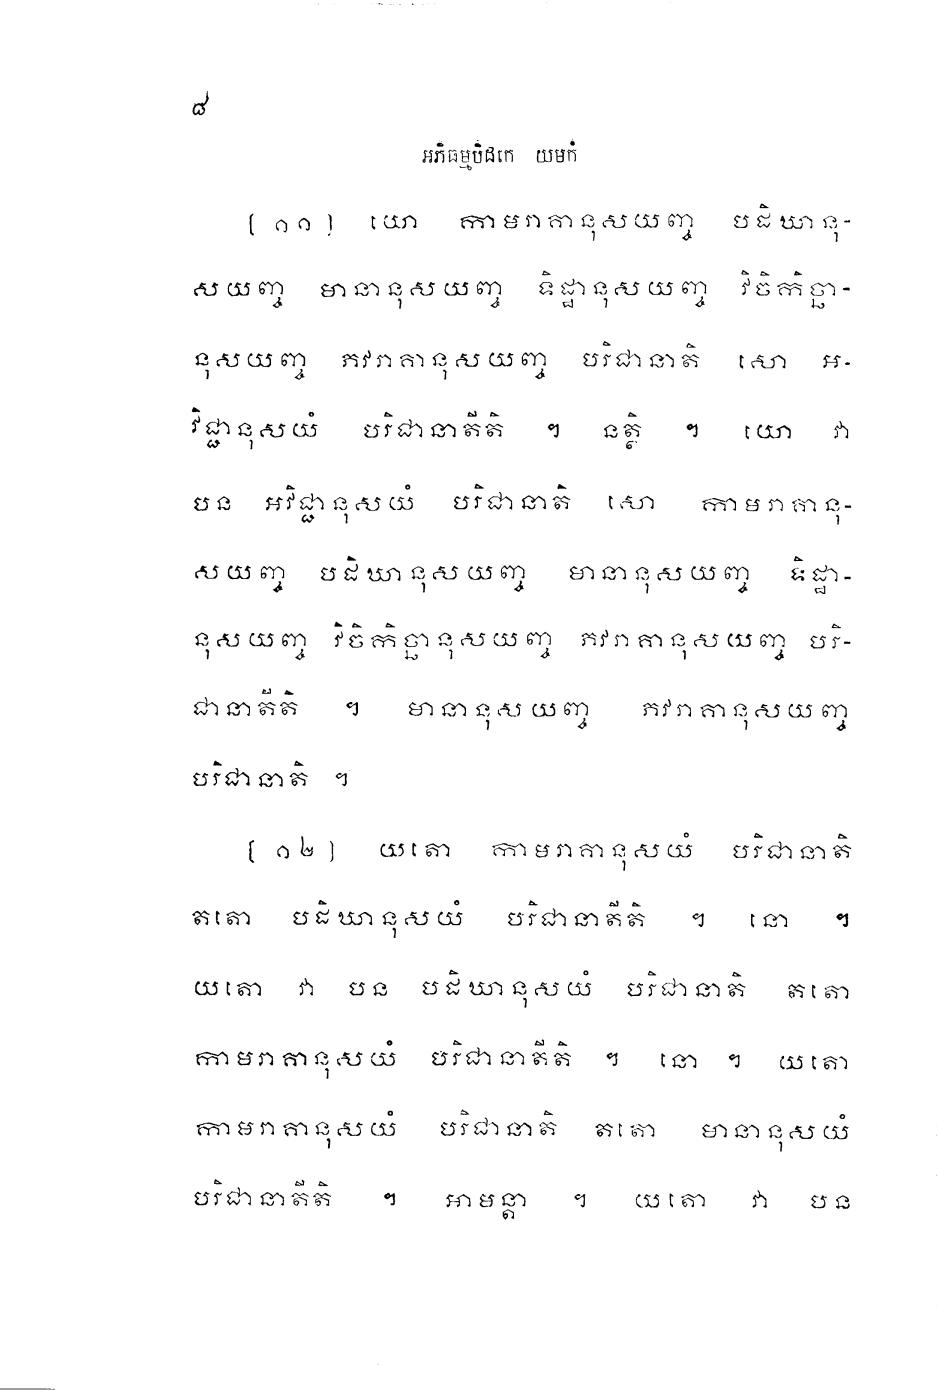 ៨
អភិធម្មបិដកេ យមកំ
[១១] យោ កាមរាគានុសយញ្ច បដិឃានុ-
សយញ្ច មានានុសយញ្ច ទិដ្ឋានុសយញ្ច វិចិកិច្ឆា-
នុសយញ្ច ភវរាគានុសយញ្ច បរិជានាតិ សោ អ-
វិជ្ជានុសយំ បរិជានាតីតិ ។ នត្ថិ ។ យោ វា
បន អវិជ្ជានុសយំ បរិជានាតិ សោ កាមរាគានុ-
សយញ្ច បដិឃានុសយញ្ច មានានុសយញ្ច ទិដ្ឋា-
នុសយញ្ច វិចិកិច្ឆានុសយញ្ច ភវរាគានុសយញ្ច បរិ-
ជានាតីតិ ។ មានានុសយញ្ច ភវរាគានុសយញ្ច
បរិជានាតិ ។
[១២] យតោ កាមរាគានុសយំ បរិជានាតិ
តតោ បដិឃានុសយំ បរិជានាតីតិ ។ នោ ។
យតោ វា បន បដិឃានុសយំ បរិជានាតិ តតោ
កាមរាគានុសយំ បរិជានាតីតិ ។ នោ ។ យតោ
កាមរាគានុសយំ បរិជានាតិ តតោ មានានុសយំ
បរិជានាតីតិ ។ អាមន្តា ។ យតោ វា បន